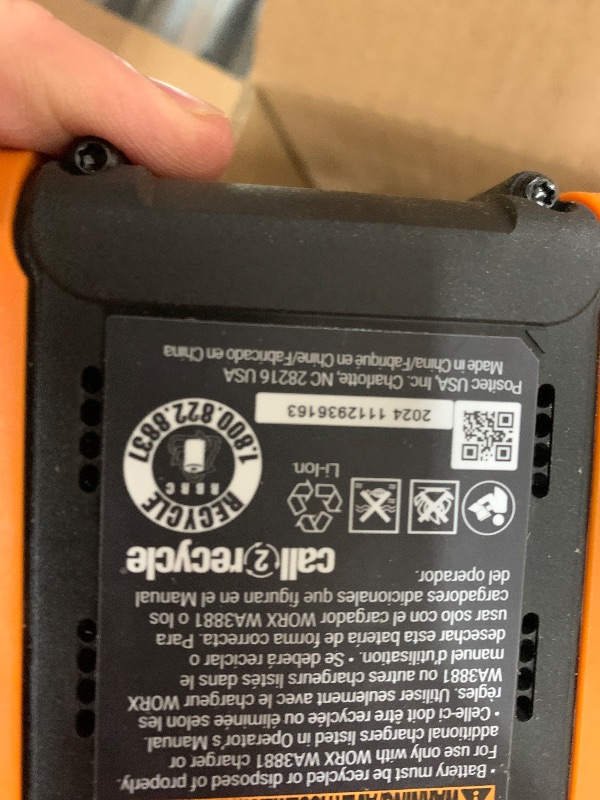 WARNING/AVERTISSEMENT
• Battery must be recycled or disposed of properly.
For use only with WORX WA3881 charger or
additional chargers listed in Operator's Manual.
• Celle-ci doit être recyclée ou éliminée selon les
règles. Utiliser seulement avec le chargeur WORX
WA3881 ou autres chargeurs listés dans le
manuel d'utilisation. • Se deberá reciclar o
desechar esta batería de forma correcta. Para
usar solo con el cargador WORX WA3881 o los
cargadores adicionales que figuran en el Manual
del operador.
call2recycle
Li-Ion
RECYCLE
RBRC
1.800.822.8837
2024 1112936163
Positec USA, Inc. Charlotte, NC 28216 USA
Made in China/Fabriqué en Chine/Fabricado en China